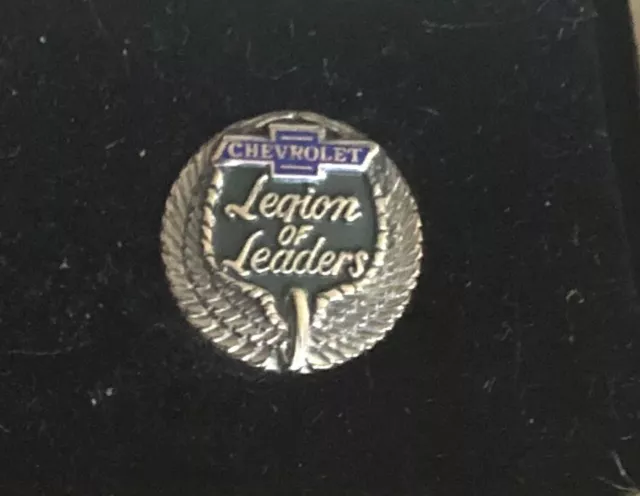 CHEVROLET
Legion
OF
Leaders